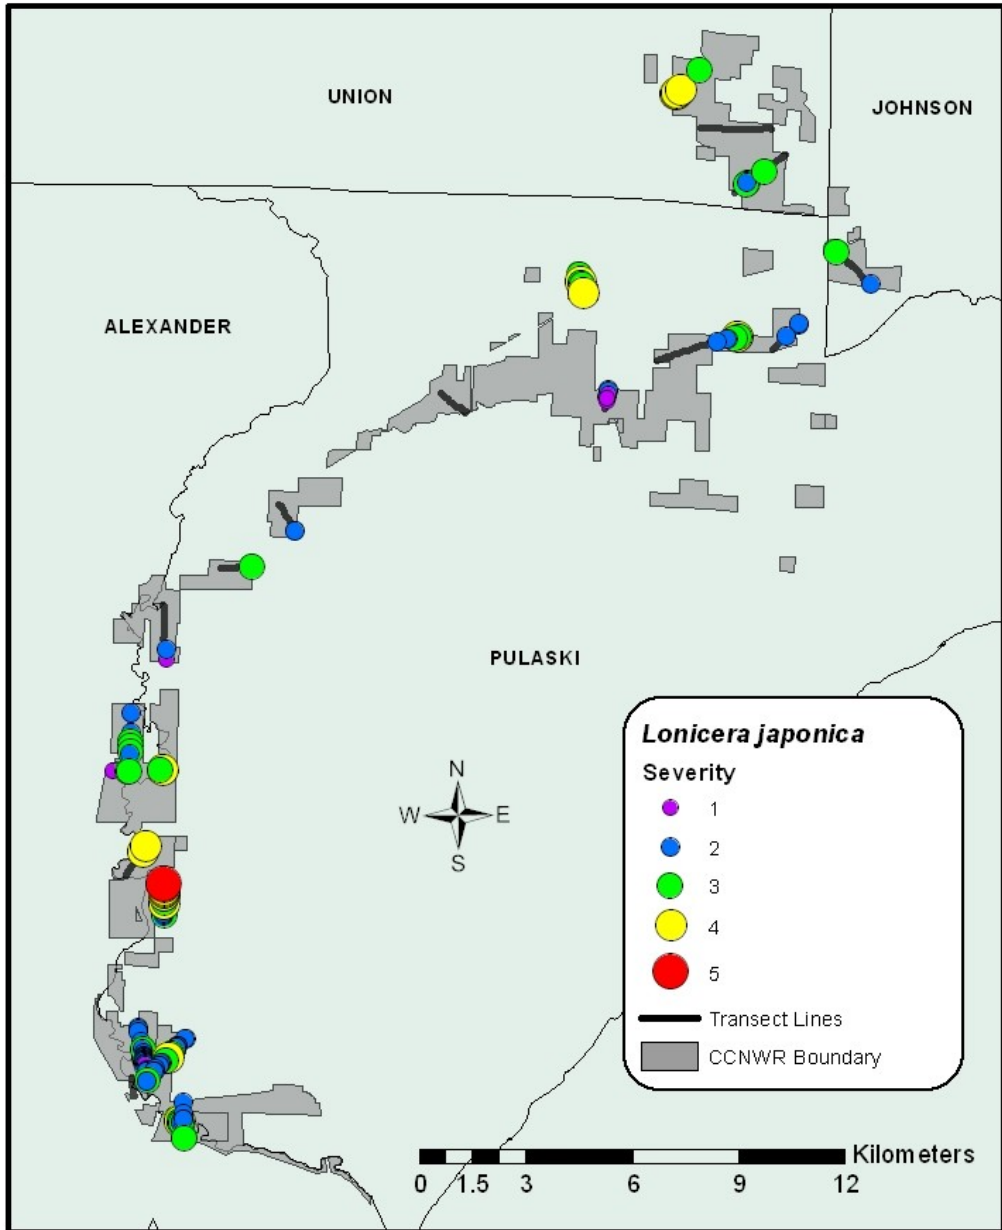 UNION
JOHNSON
ALEXANDER
PULASKI
N
W E
S
Lonicera japonica
Severity
1
2
3
4
5
Transect Lines
CCNWR Boundary
Kilometers
0 1.5 3 6 9 12